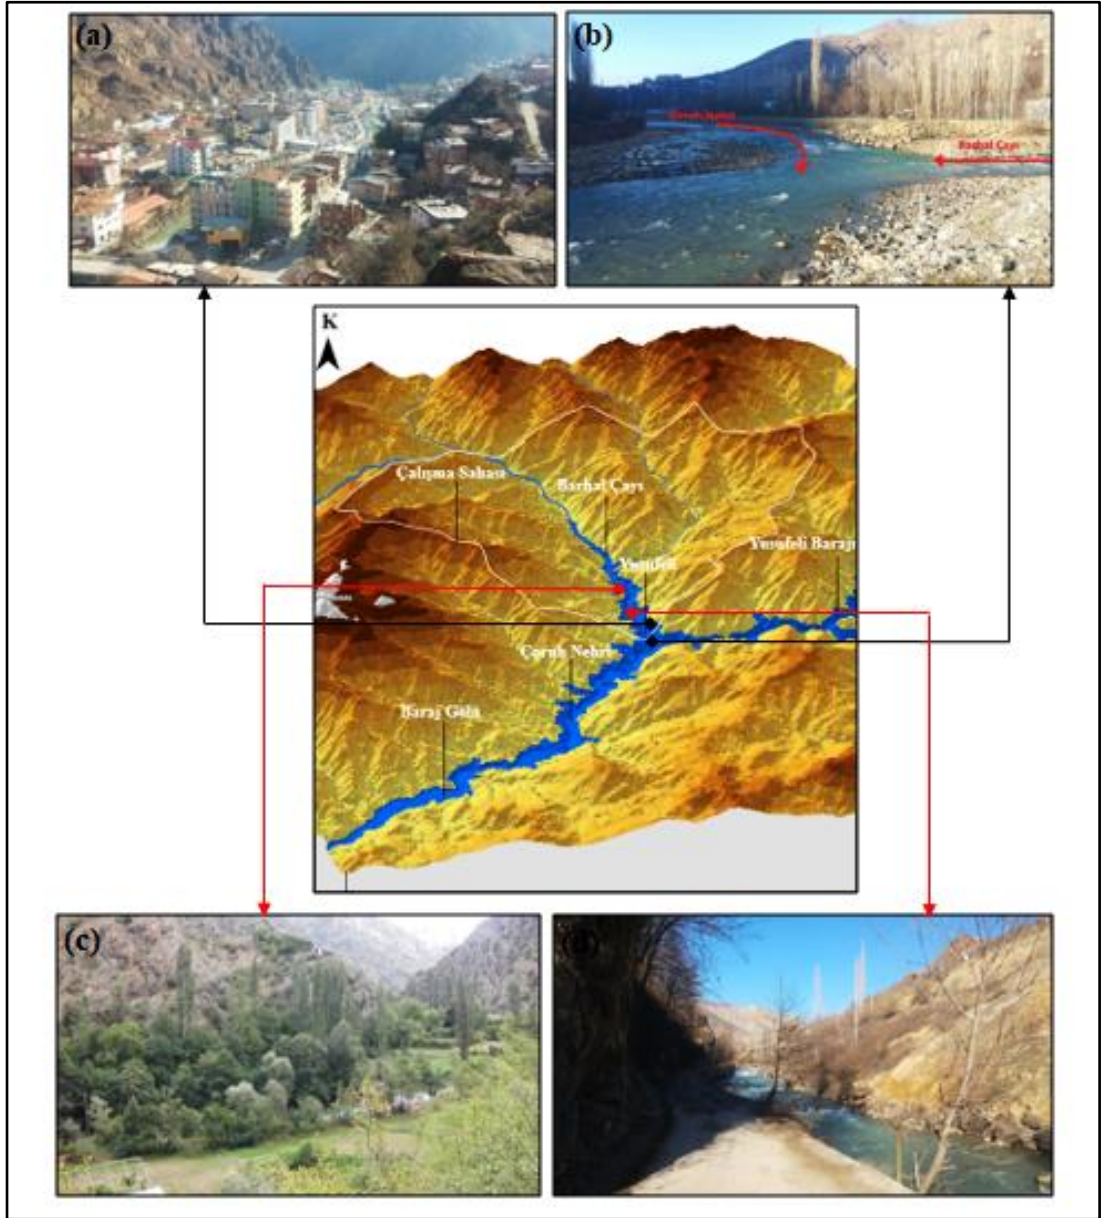 (a)
(b)
Barhal Çayı
K
Çalışma Sahası
Barhal Çayı
Yusufeli
Yusufeli Barajı
Çoruh Nehri
Baraj Gölü
(c)
(d)